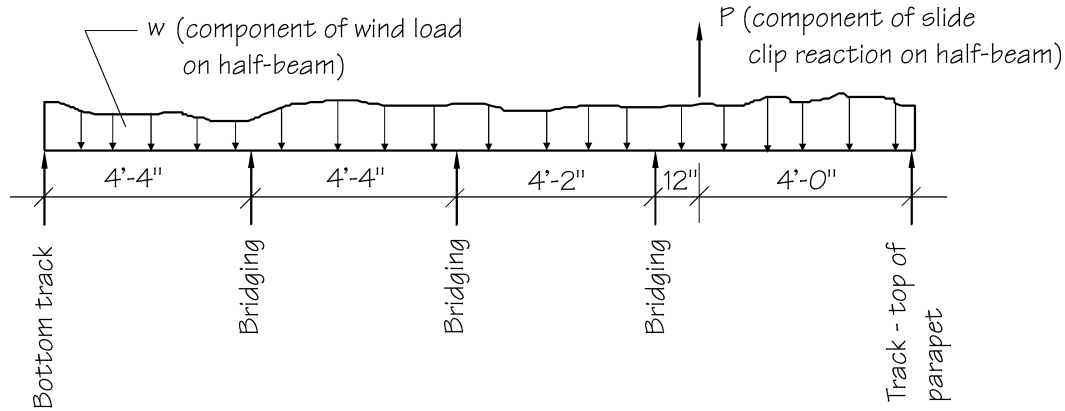 w (component of wind load
on half-beam)
P (component of slide
clip reaction on half-beam)
4'-4"
4'-4"
4'-2"
12"
4'-0"
Bottom track
Bridging
Bridging
Bridging
Track - top of
parapet